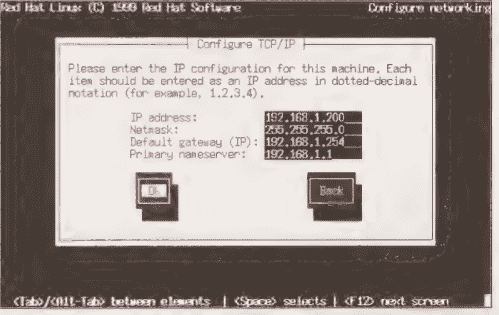 Red Hat Linux (C) 1999 Red Hat Software Configure networking
Configure TCP/IP
Please enter the IP configuration for this machine. Each
item should be entered as an IP address in dotted-decimal
notation (for example, 1.2.3.4).
IP address: 192.168.1.200
Netmask: 255.255.255.0
Default gateway (IP): 192.168.1.254
Primary nameserver: 192.168.1.1
Ok Back
<Tab>/<Alt-Tab> between elements | <Space> selects | <F12> next screen